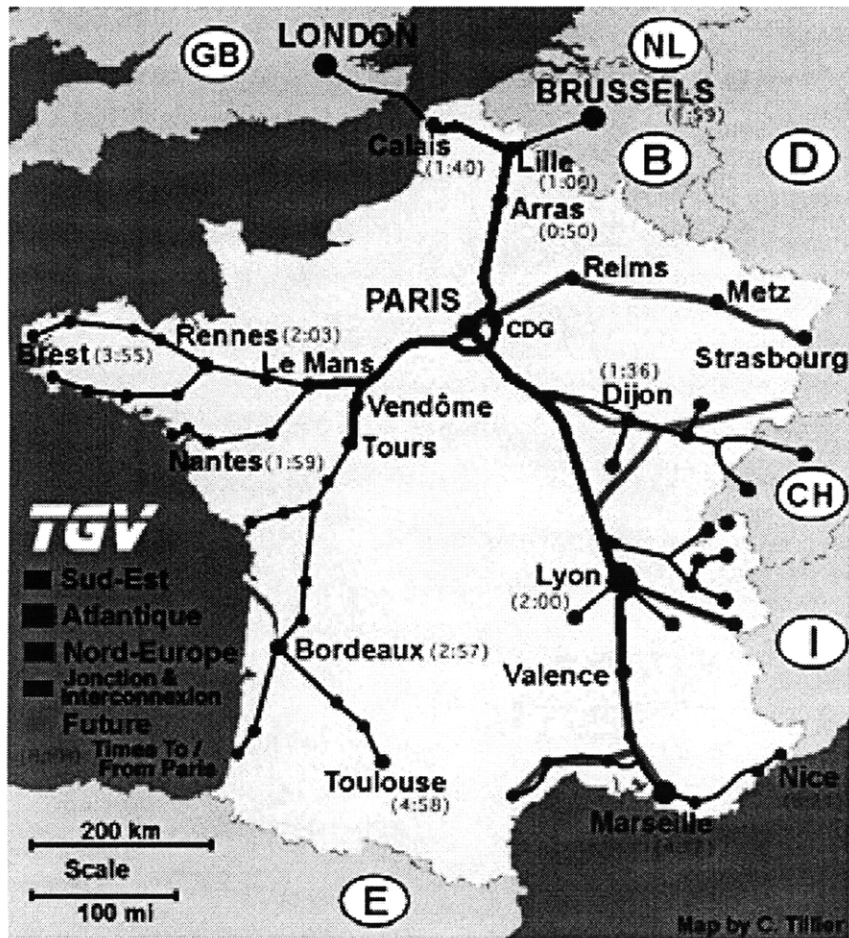 GB
LONDON
NL
BRUSSELS
(1:59)
Calais
(1:40)
Lille
(1:00)
B
D
Arras
(0:50)
Reims
PARIS
CDG
Metz
Rennes (2:03)
Brest (3:55)
Le Mans
Strasbourg
(1:36)
Dijon
Vendôme
Tours
Nantes (1:59)
CH
TGV
Sud-Est
Atlantique
Nord-Europe
Jonction &
Interconnexion
Future
Times To /
From Paris
Lyon
(2:00)
I
Bordeaux (2:57)
Valence
Toulouse
(4:58)
Nice
Marseille
200 km
Scale
100 mi
E
Map by C. Tillier